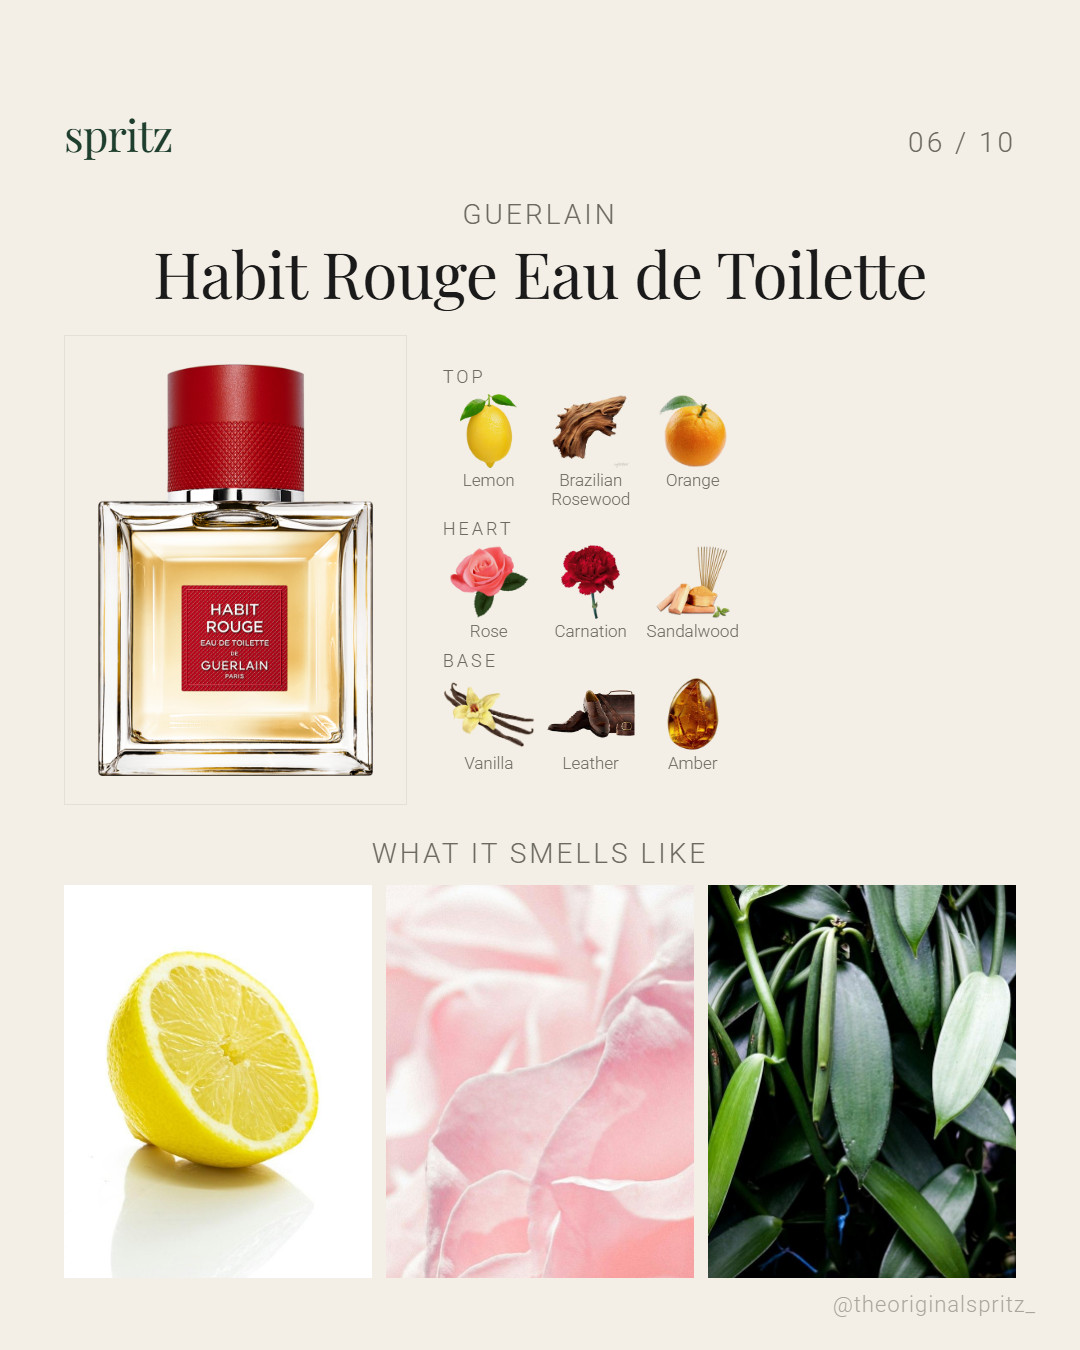 spritz
06 / 10
GUERLAIN
Habit Rouge Eau de Toilette
HABIT
ROUGE
EAU DE TOILETTE
DE
GUERLAIN
PARIS
TOP
Lemon
Brazilian
Rosewood
Orange
HEART
Rose
Carnation
Sandalwood
BASE
Vanilla
Leather
Amber
WHAT IT SMELLS LIKE
@theoriginalspritz_